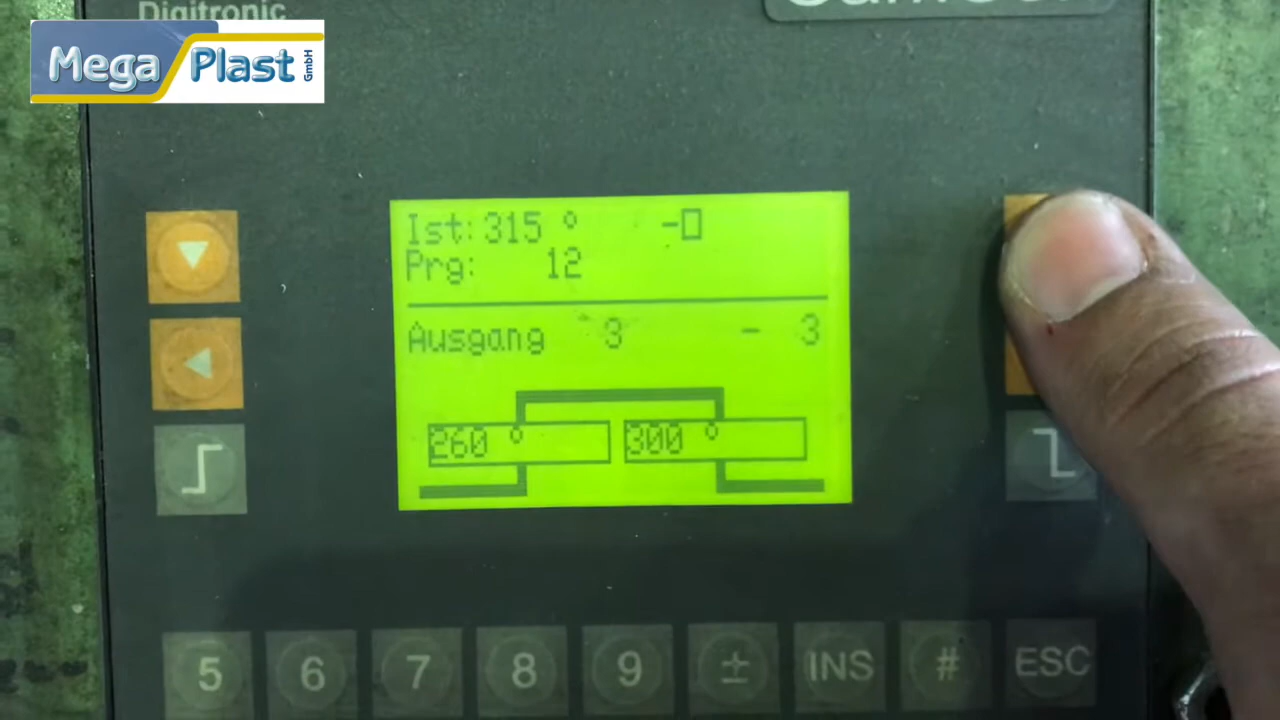 Digitronic
Mega Plast GmbH
Ist: 315 °
Prg: 12
Ausgang 3 - 3
260 ° 300 °
5 6 7 8 9 ± INS # ESC